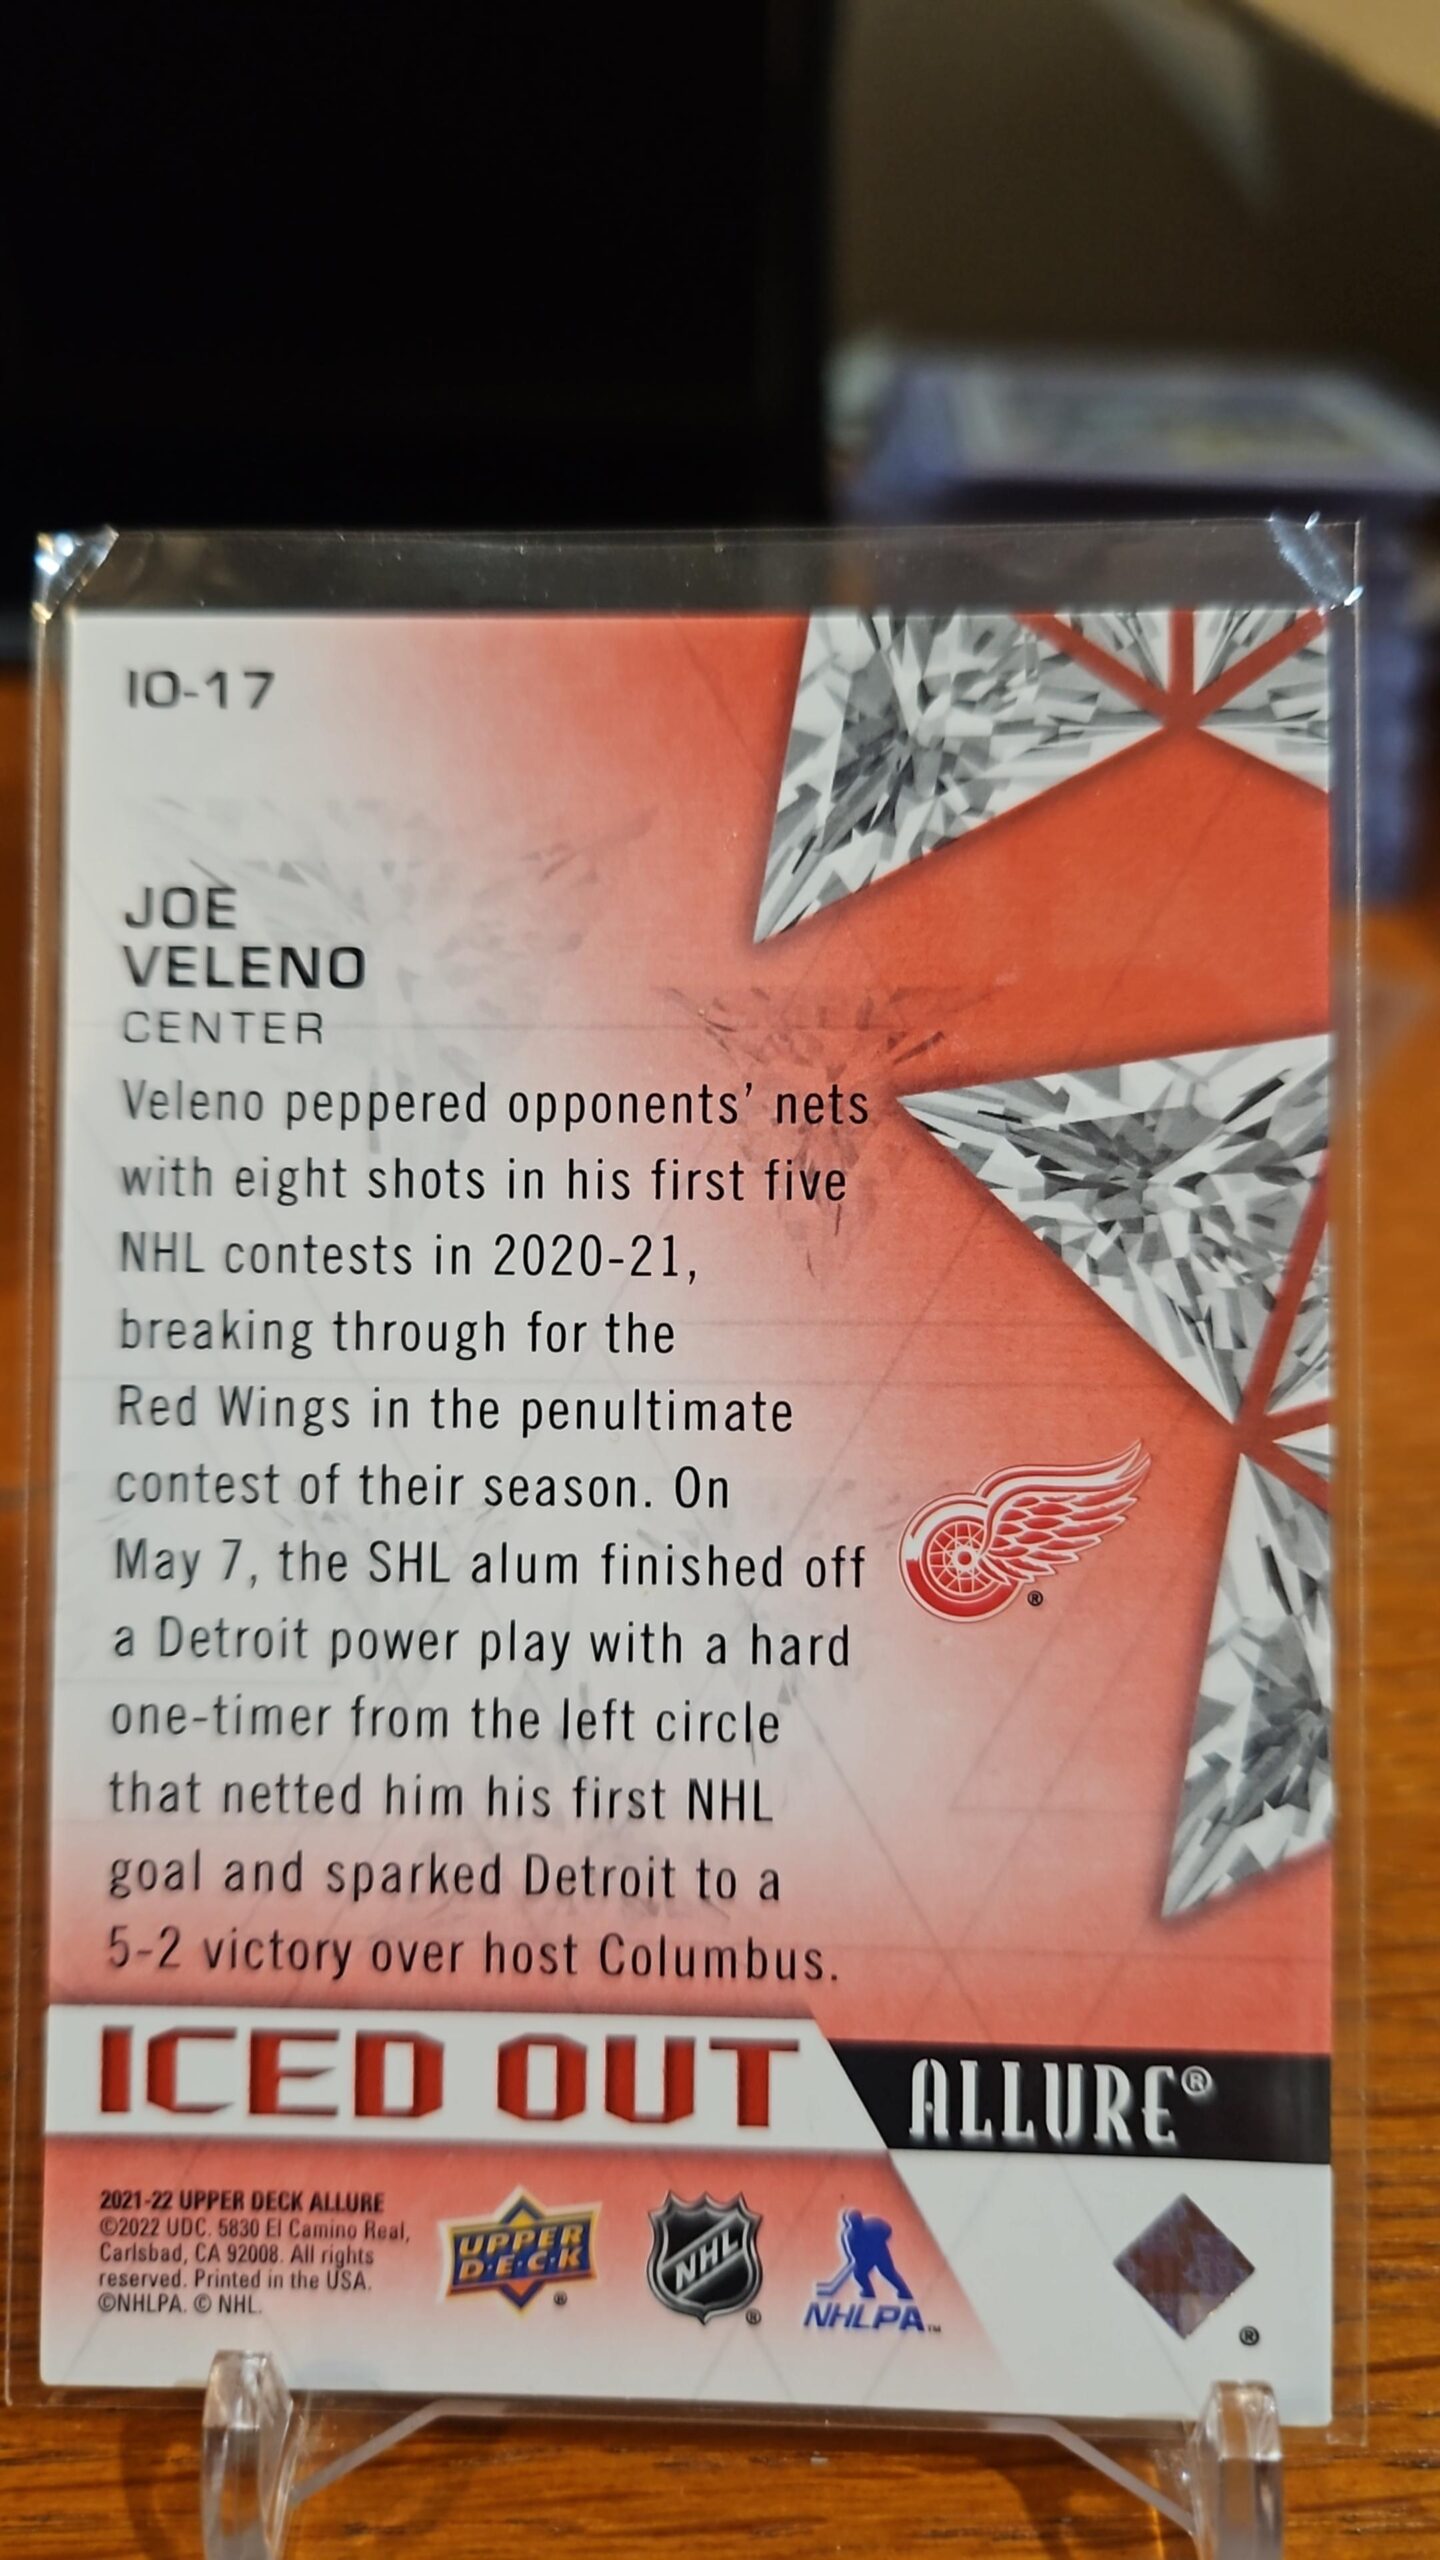 IO-17
JOE
VELENO
CENTER
Veleno peppered opponents' nets
with eight shots in his first five
NHL contests in 2020-21,
breaking through for the
Red Wings in the penultimate
contest of their season. On
May 7, the SHL alum finished off
a Detroit power play with a hard
one-timer from the left circle
that netted him his first NHL
goal and sparked Detroit to a
5-2 victory over host Columbus.
®
ICED OUT
ALLURE®
2021-22 UPPER DECK ALLURE
©2022 UDC. 5830 El Camino Real,
Carlsbad, CA 92008. All rights
reserved. Printed in the USA.
©NHLPA. © NHL.
UPPER
D·E·C·K
®
NHL
®
NHLPA™
®